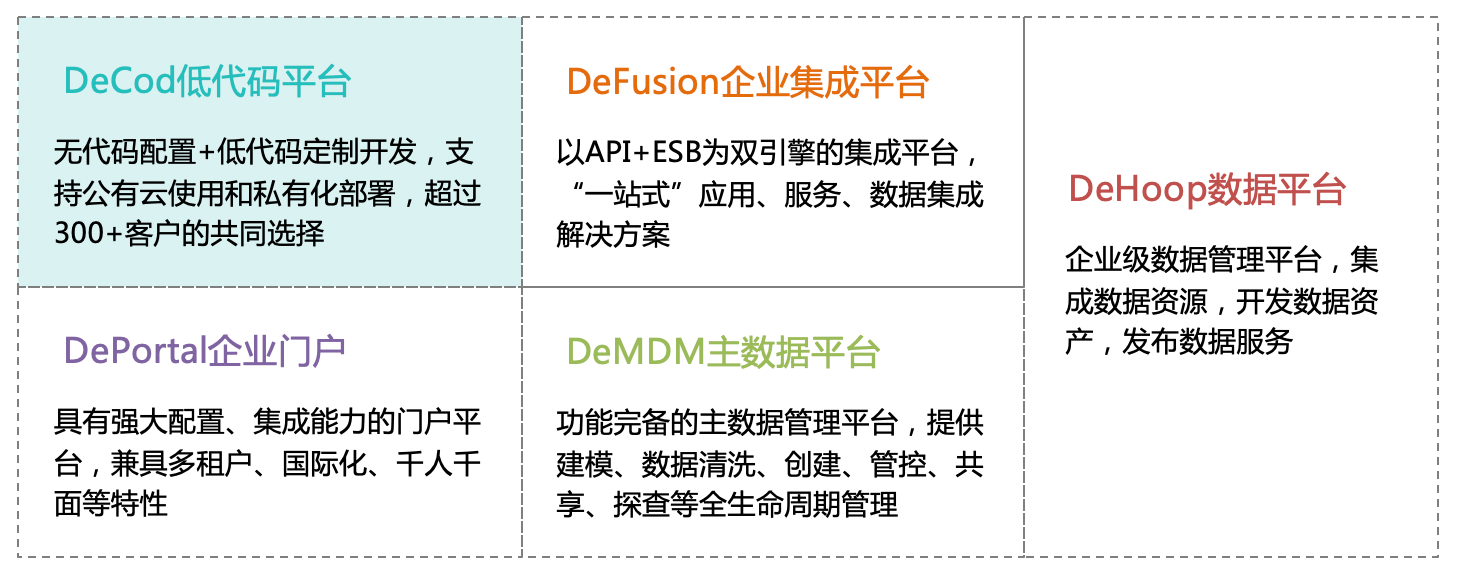 DeCod低代码平台
无代码配置+低代码定制开发，支
持公有云使用和私有化部署，超过
300+客户的共同选择
DeFusion企业集成平台
以API+ESB为双引擎的集成平台，
“一站式”应用、服务、数据集成
解决方案
DeHoop数据平台
企业级数据管理平台，集
成数据资源，开发数据资
产，发布数据服务
DePortal企业门户
具有强大配置、集成能力的门户平
台，兼具多租户、国际化、千人千
面等特性
DeMDM主数据平台
功能完备的主数据管理平台，提供
建模、数据清洗、创建、管控、共
享、探查等全生命周期管理